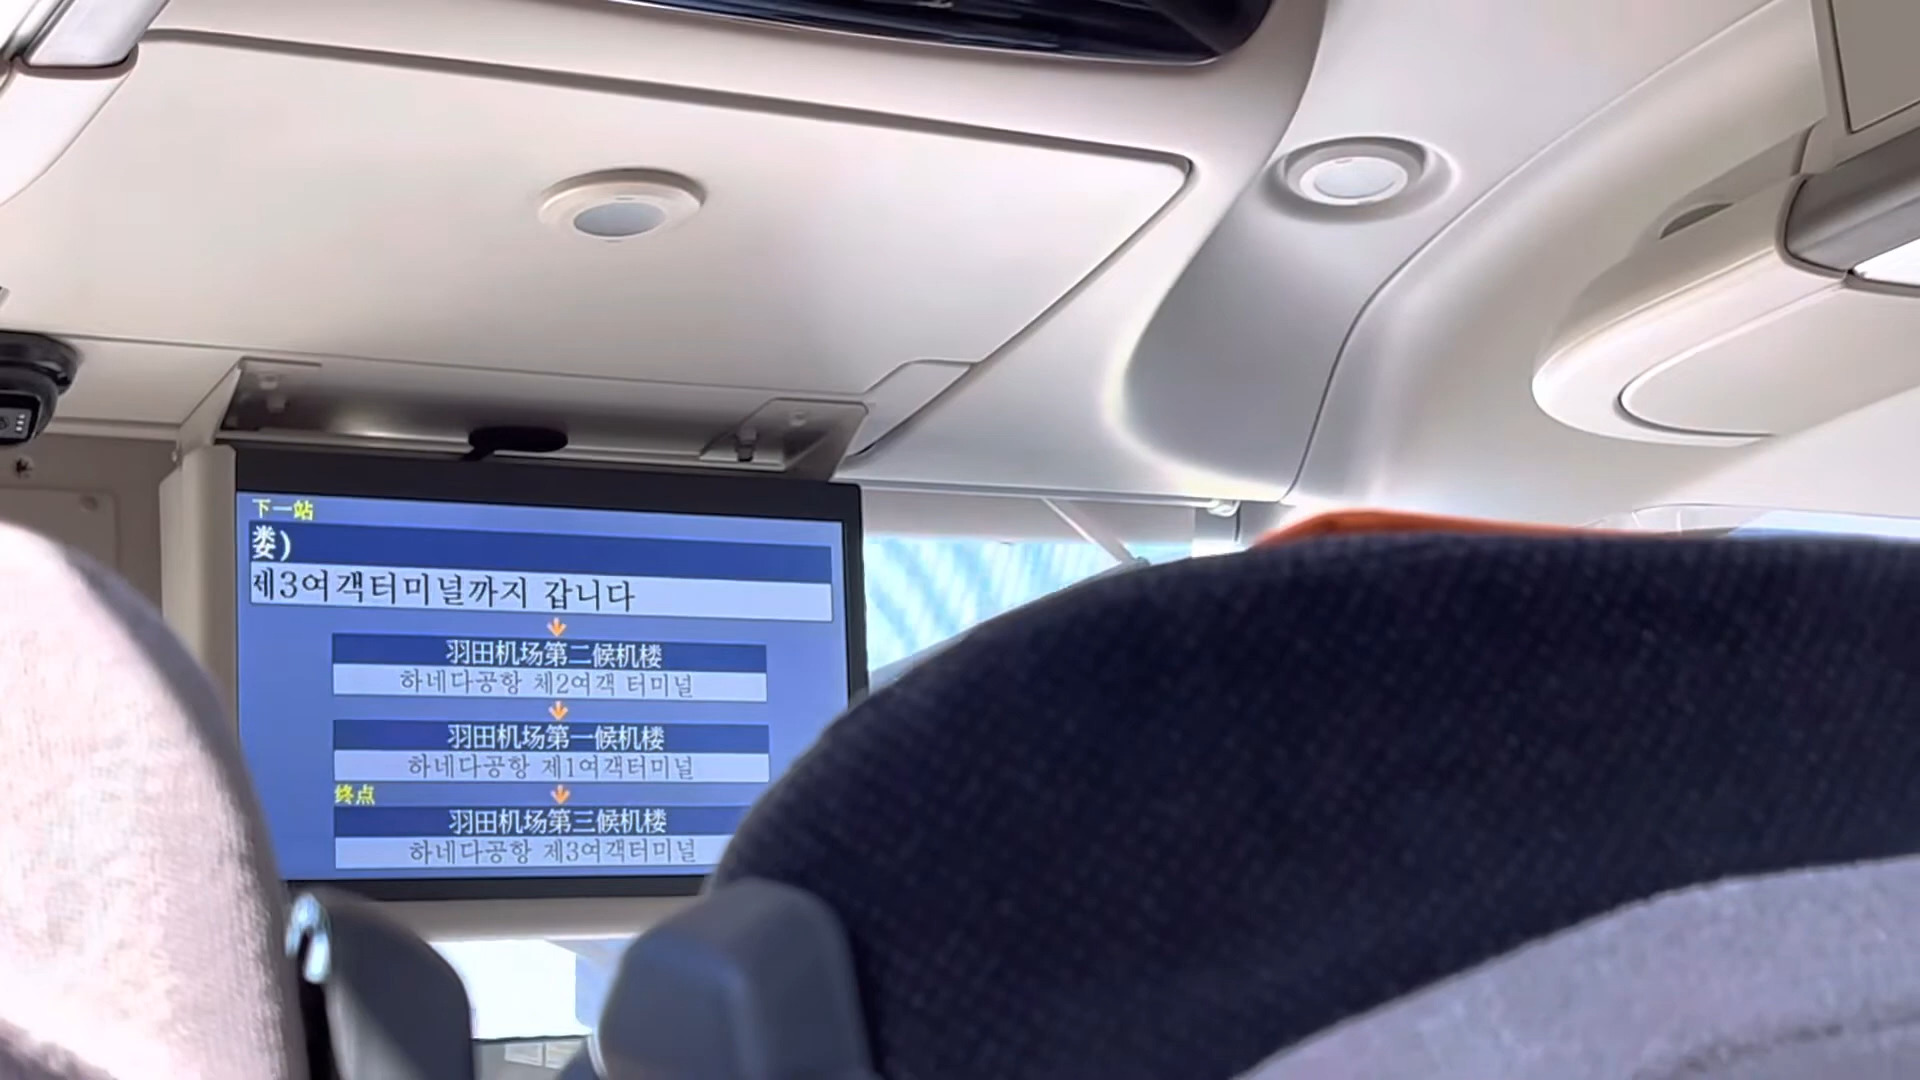 下一站
娄)
제3여객터미널까지 갑니다
羽田机场第二候机楼
하네다공항 제2여객 터미널
羽田机场第一候机楼
하네다공항 제1여객터미널
终点
羽田机场第三候机楼
하네다공항 제3여객터미널